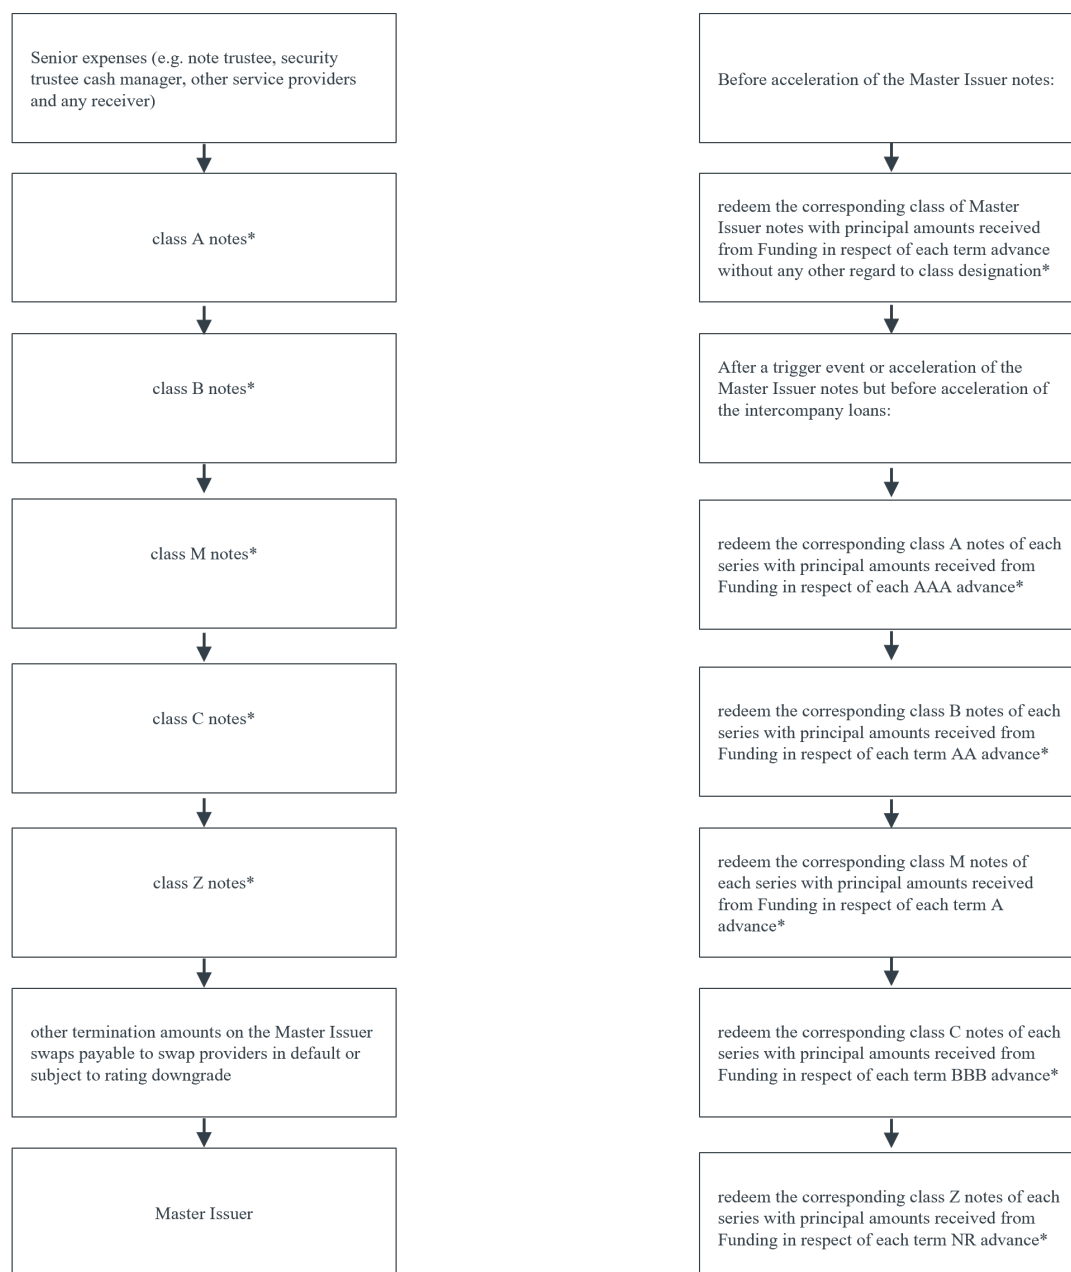 Senior expenses (e.g. note trustee, security
trustee cash manager, other service providers
and any receiver)
class A notes*
class B notes*
class M notes*
class C notes*
class Z notes*
other termination amounts on the Master Issuer
swaps payable to swap providers in default or
subject to rating downgrade
Master Issuer
Before acceleration of the Master Issuer notes:
redeem the corresponding class of Master
Issuer notes with principal amounts received
from Funding in respect of each term advance
without any other regard to class designation*
After a trigger event or acceleration of the
Master Issuer notes but before acceleration of
the intercompany loans:
redeem the corresponding class A notes of each
series with principal amounts received from
Funding in respect of each AAA advance*
redeem the corresponding class B notes of each
series with principal amounts received from
Funding in respect of each term AA advance*
redeem the corresponding class M notes of
each series with principal amounts received
from Funding in respect of each term A
advance*
redeem the corresponding class C notes of each
series with principal amounts received from
Funding in respect of each term BBB advance*
redeem the corresponding class Z notes of each
series with principal amounts received from
Funding in respect of each term NR advance*